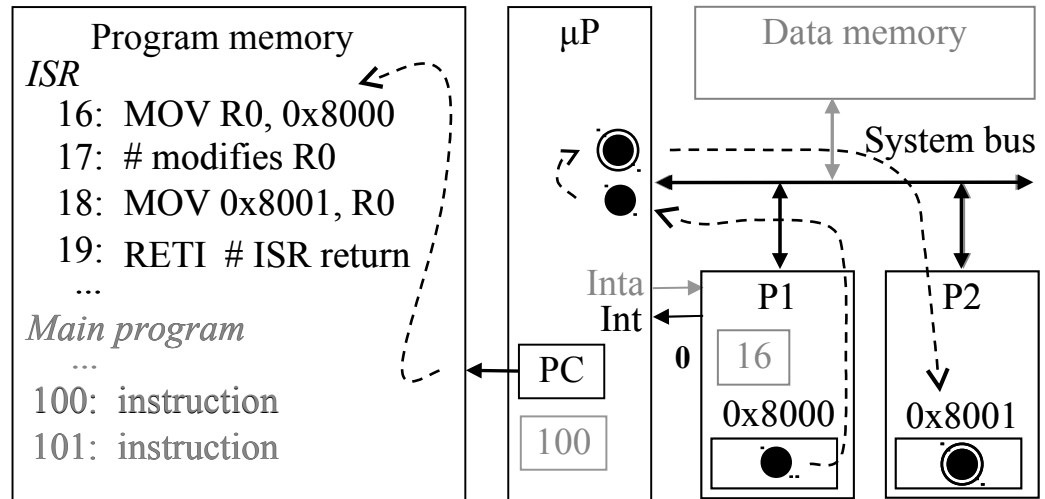 Program memory
ISR
16: MOV R0, 0x8000
17: # modifies R0
18: MOV 0x8001, R0
19: RETI # ISR return
...
Main program
...
100: instruction
101: instruction
μP
Inta
Int
PC
100
Data memory
System bus
P1
0
16
0x8000
P2
0x8001